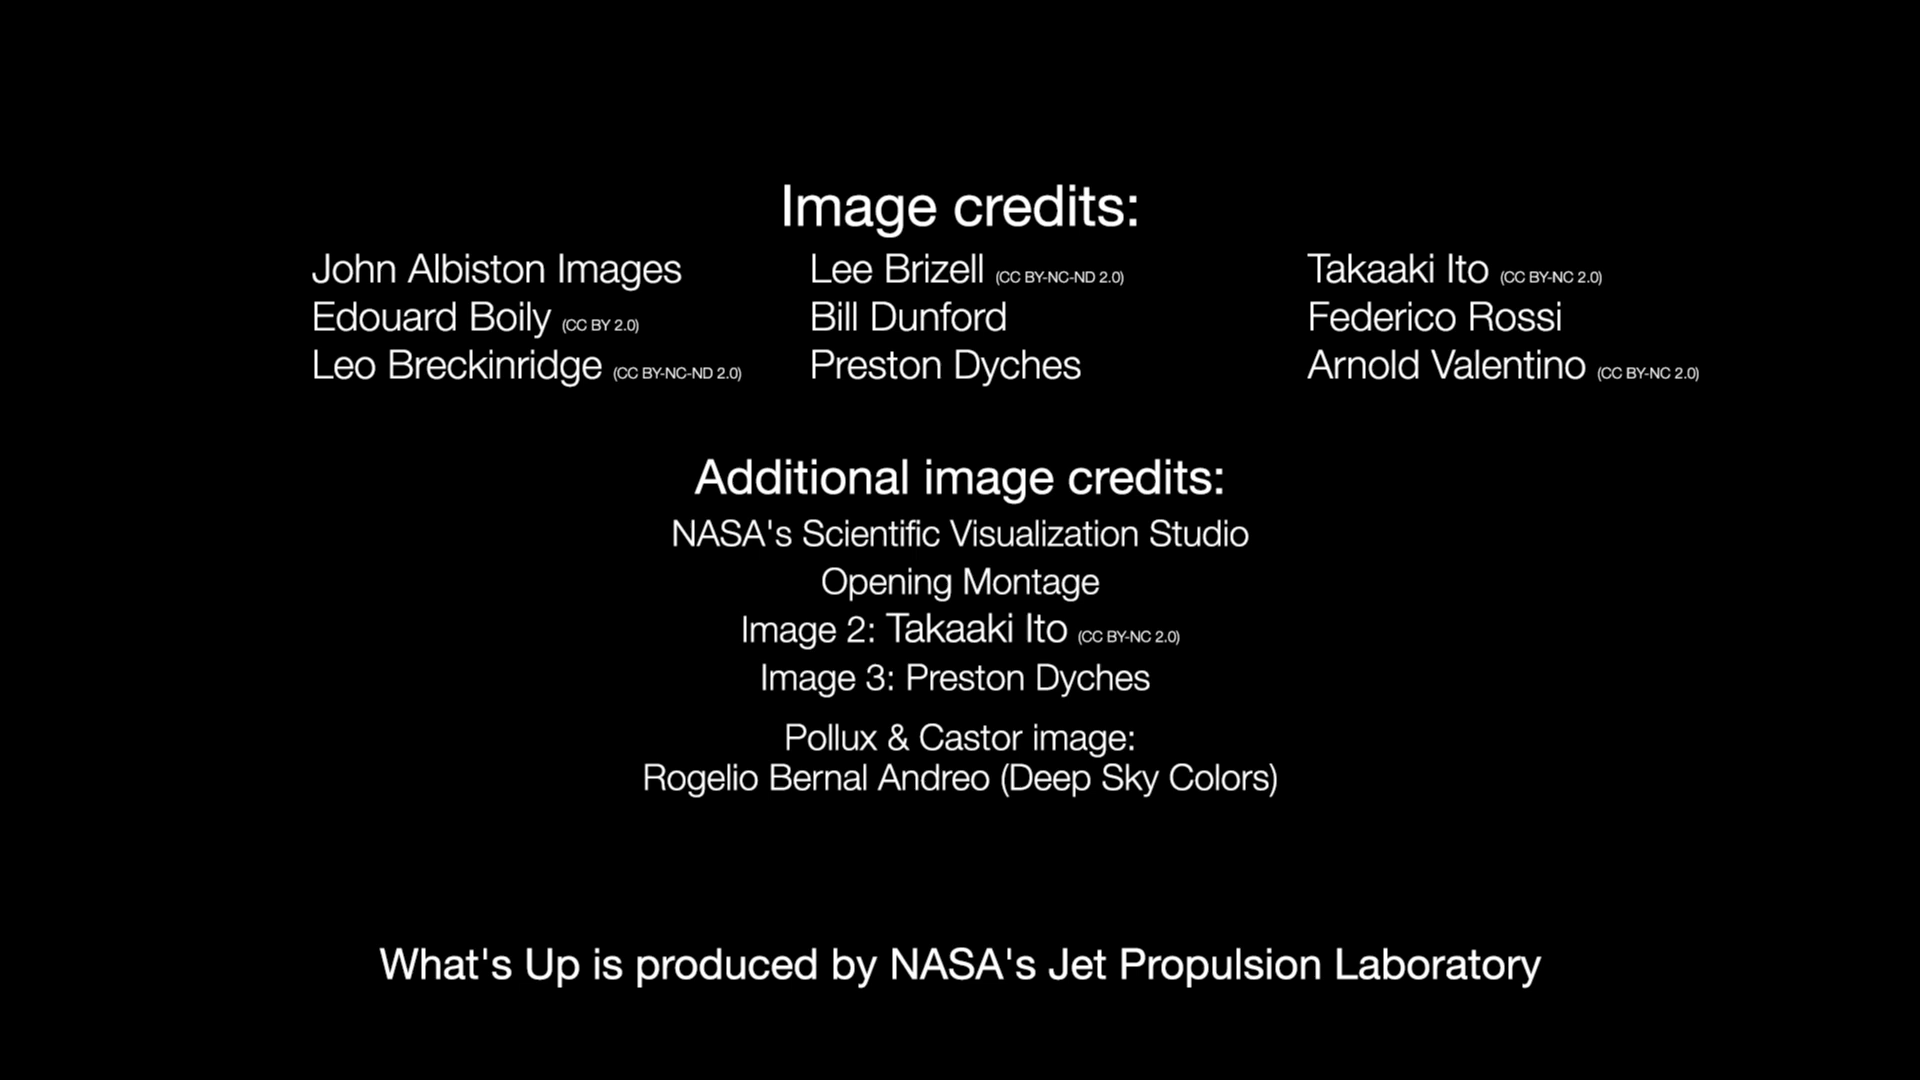 Image credits:
John Albiston Images
Edouard Boily (CC BY 2.0)
Leo Breckinridge (CC BY-NC-ND 2.0)
Lee Brizell (CC BY-NC-ND 2.0)
Bill Dunford
Preston Dyches
Takaaki Ito (CC BY-NC 2.0)
Federico Rossi
Arnold Valentino (CC BY-NC 2.0)
Additional image credits:
NASA's Scientific Visualization Studio
Opening Montage
Image 2: Takaaki Ito (CC BY-NC 2.0)
Image 3: Preston Dyches
Pollux & Castor image:
Rogelio Bernal Andreo (Deep Sky Colors)
What's Up is produced by NASA's Jet Propulsion Laboratory